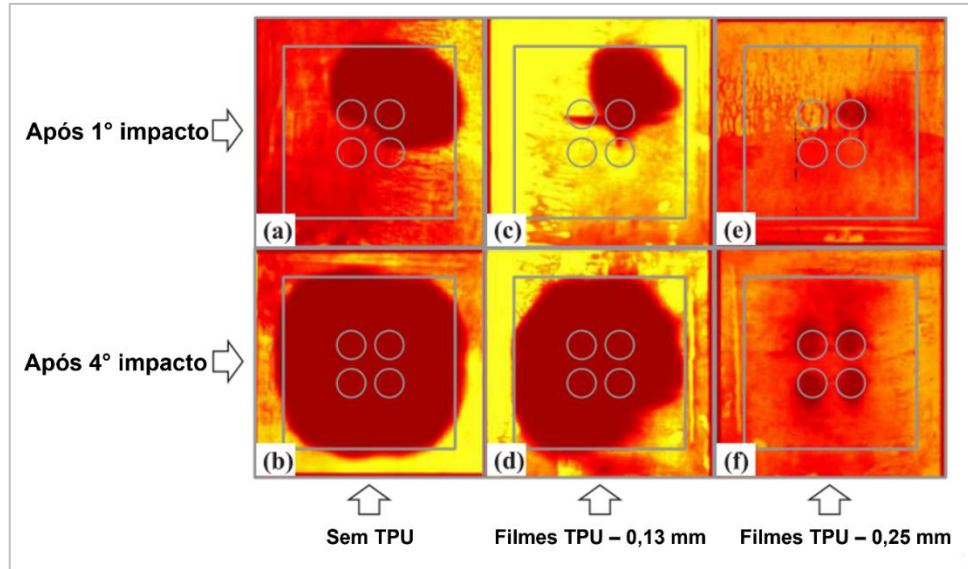 Após 1° impacto
(a)
(c)
(e)
Após 4° impacto
(b)
(d)
(f)
Sem TPU
Filmes TPU – 0,13 mm
Filmes TPU – 0,25 mm